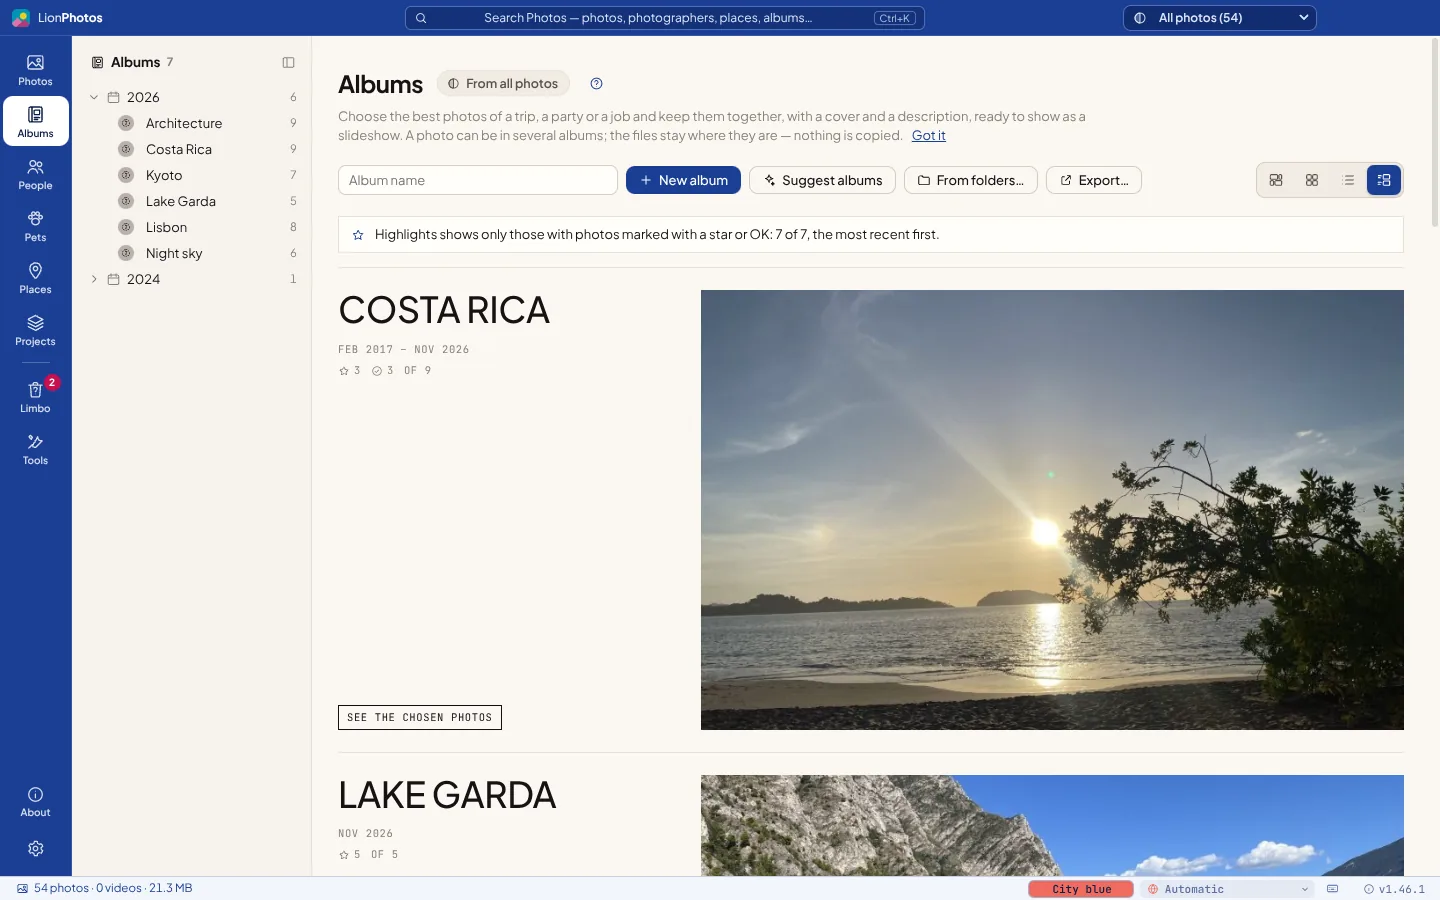 LionPhotos
Search Photos — photos, photographers, places, albums...
Ctrl+K
All photos (54)
Photos
Albums
People
Pets
Places
Projects
2
Limbo
Tools
About
Albums 7
2026 6
Architecture 9
Costa Rica 9
Kyoto 7
Lake Garda 5
Lisbon 8
Night sky 6
2024 1
Albums
From all photos
Choose the best photos of a trip, a party or a job and keep them together, with a cover and a description, ready to show as a
slideshow. A photo can be in several albums; the files stay where they are — nothing is copied. Got it
Album name
New album
Suggest albums
From folders...
Export...
Highlights shows only those with photos marked with a star or OK: 7 of 7, the most recent first.
COSTA RICA
FEB 2017 – NOV 2026
3 3 OF 9
SEE THE CHOSEN PHOTOS
LAKE GARDA
NOV 2026
5 OF 5
54 photos · 0 videos · 21.3 MB
City blue
Automatic
v1.46.1